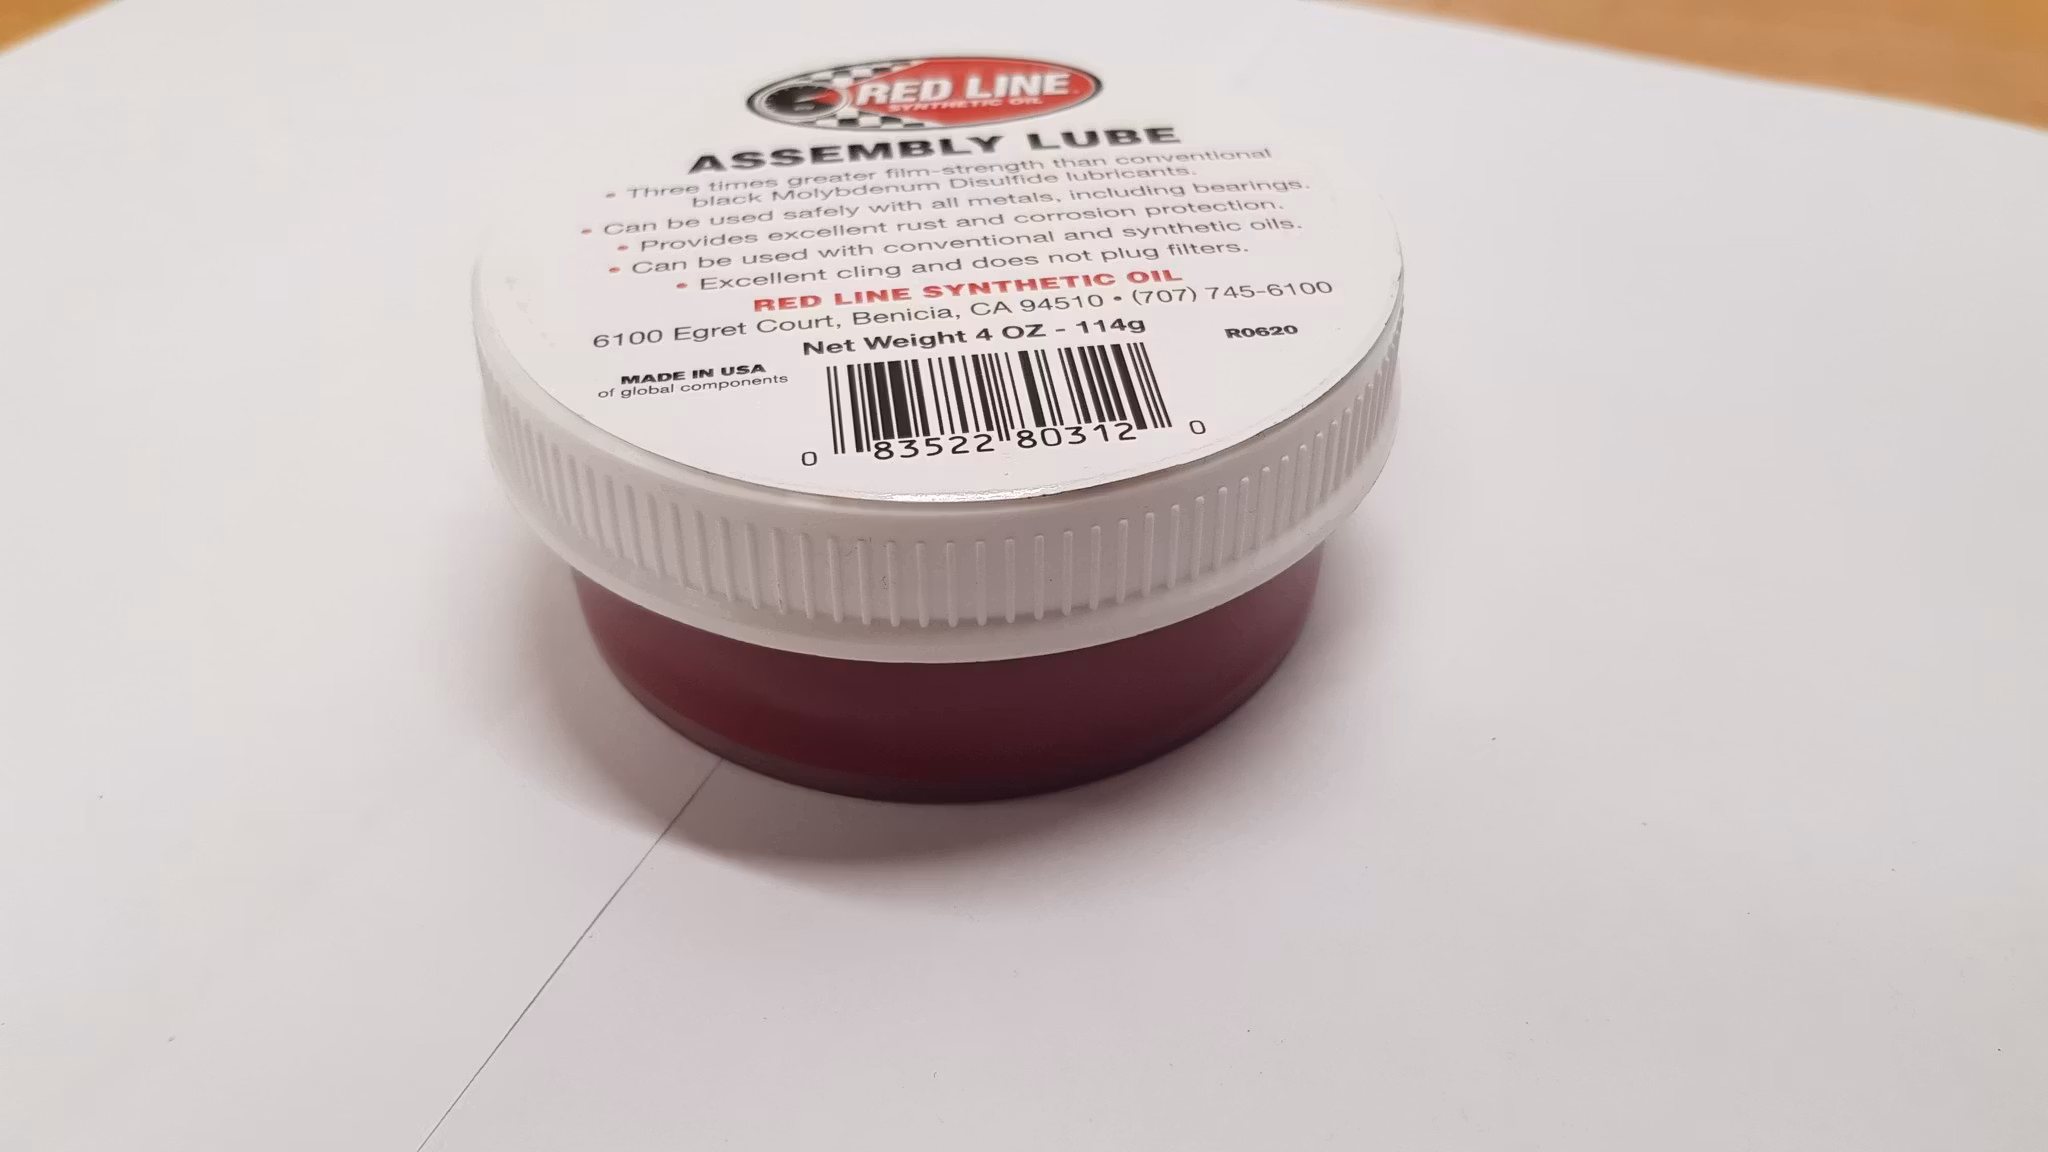 RED LINE
SYNTHETIC OIL
ASSEMBLY LUBE
• Three times greater film-strength than conventional
black Molybdenum Disulfide lubricants.
• Can be used safely with all metals, including bearings.
• Provides excellent rust and corrosion protection.
• Can be used with conventional and synthetic oils.
• Excellent cling and does not plug filters.
RED LINE SYNTHETIC OIL
6100 Egret Court, Benicia, CA 94510 • (707) 745-6100
Net Weight 4 OZ - 114g
R0620
MADE IN USA
of global components
0 83522 80312 0